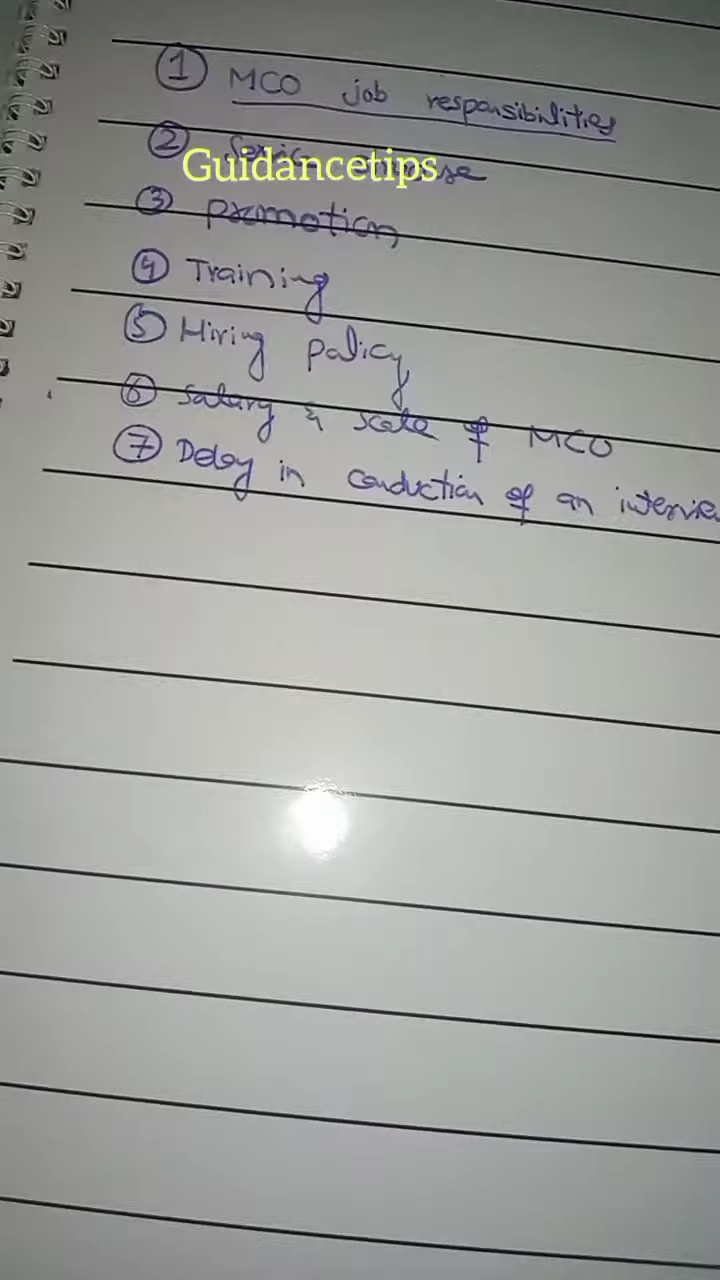 ① MCO job responsibilities
②
Guidancetips
③ promotion
④ Training
⑤ Hiring policy
⑥ Salary & scale of MCO
⑦ Delay in conduction of an